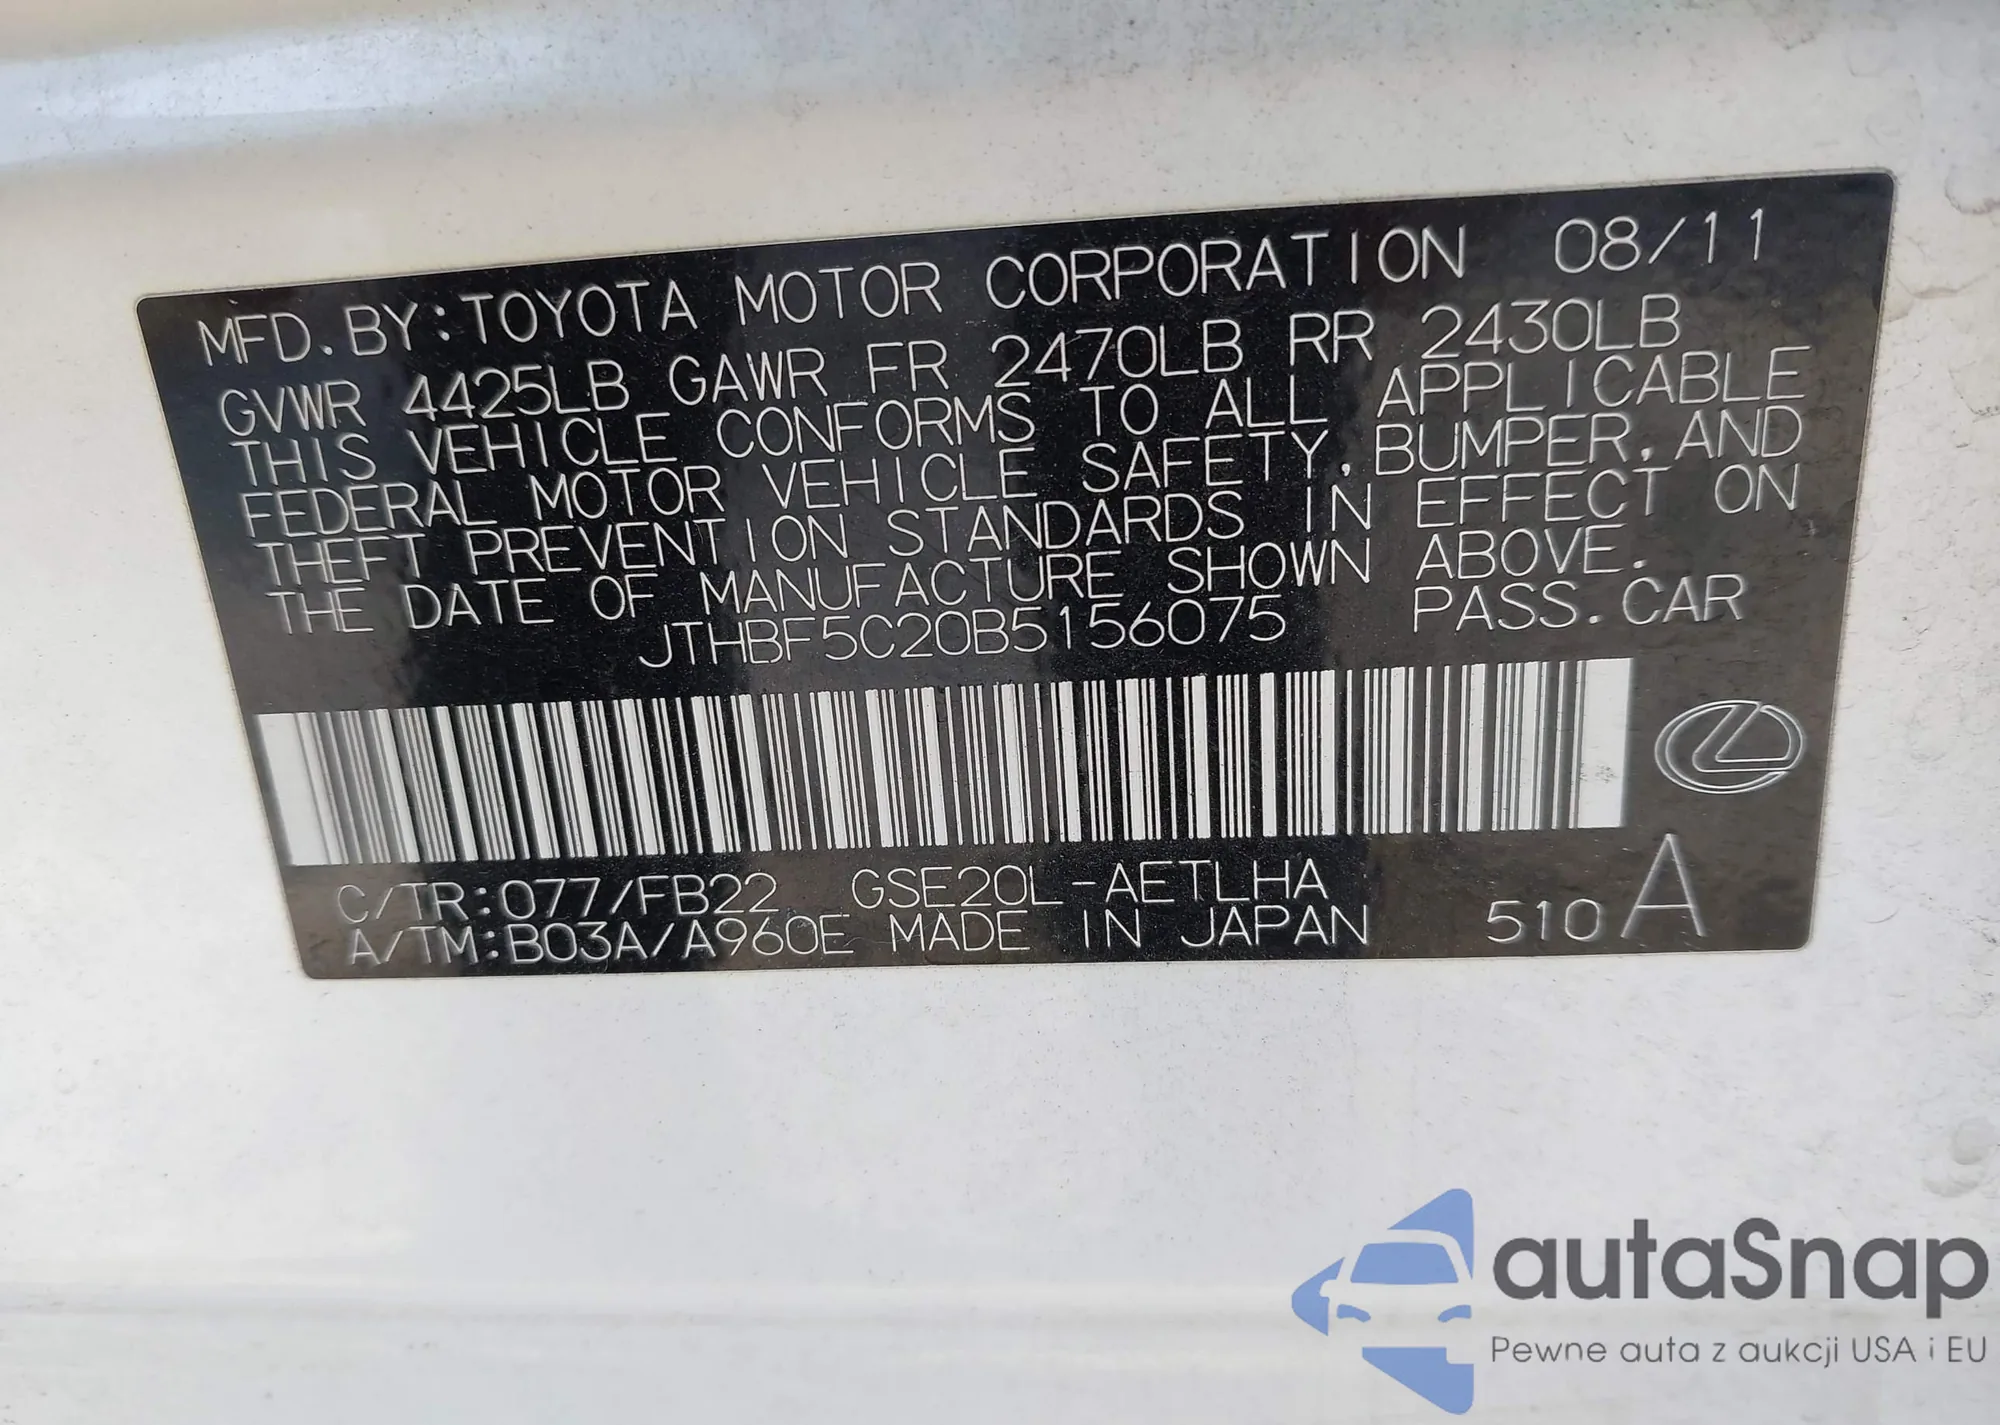 MFD. BY: TOYOTA MOTOR CORPORATION 08/11
GVWR 4425LB GAWR FR 2470LB RR 2430LB
THIS VEHICLE CONFORMS TO ALL APPLICABLE
FEDERAL MOTOR VEHICLE SAFETY, BUMPER, AND
THEFT PREVENTION STANDARDS IN EFFECT ON
THE DATE OF MANUFACTURE SHOWN ABOVE.
JTHBF5C20B5156075 PASS. CAR
C/TR: 077/FB22 GSE20L-AETLHA
A/TM: B03A/A960E MADE IN JAPAN 510 A
autaSnap
Pewne auta z aukcji USA i EU